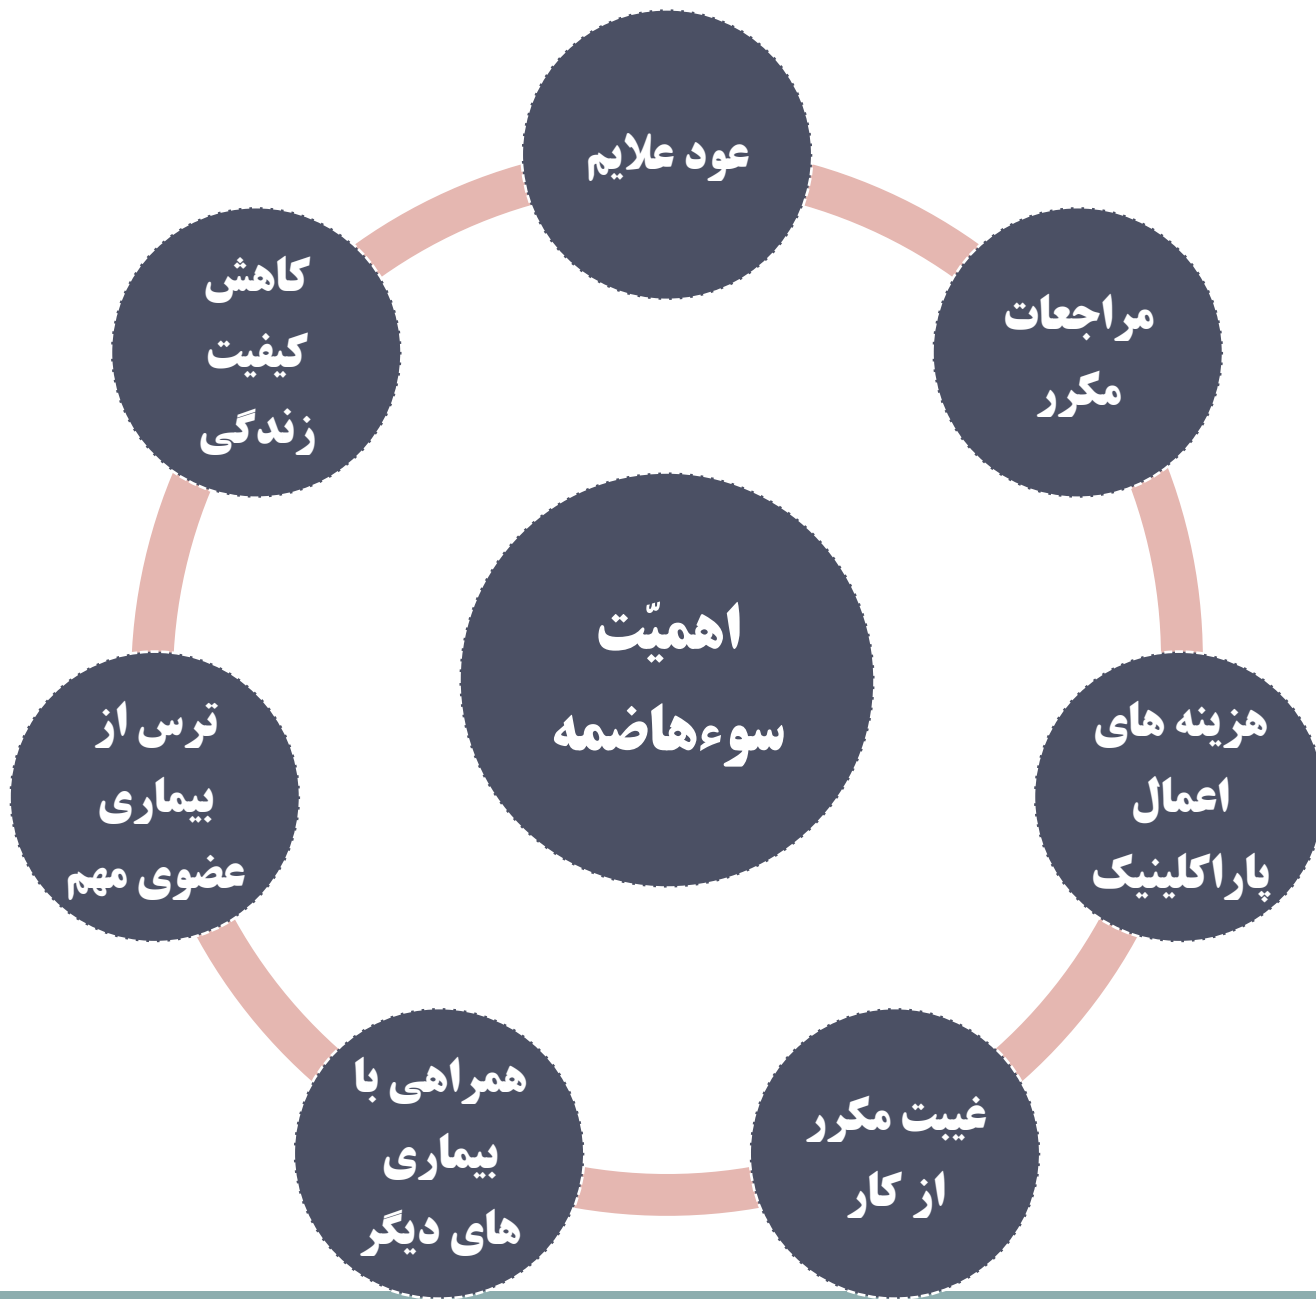 عود علایم
مراجعات
مکرر
هزینه های
اعمال
پاراکلینیک
غیبت مکرر
از کار
همراهی با
بیماری
های دیگر
ترس از
بیماری
عضوی مهم
کاهش
کیفیت
زندگی
اهمیّت
سوءهاضمه